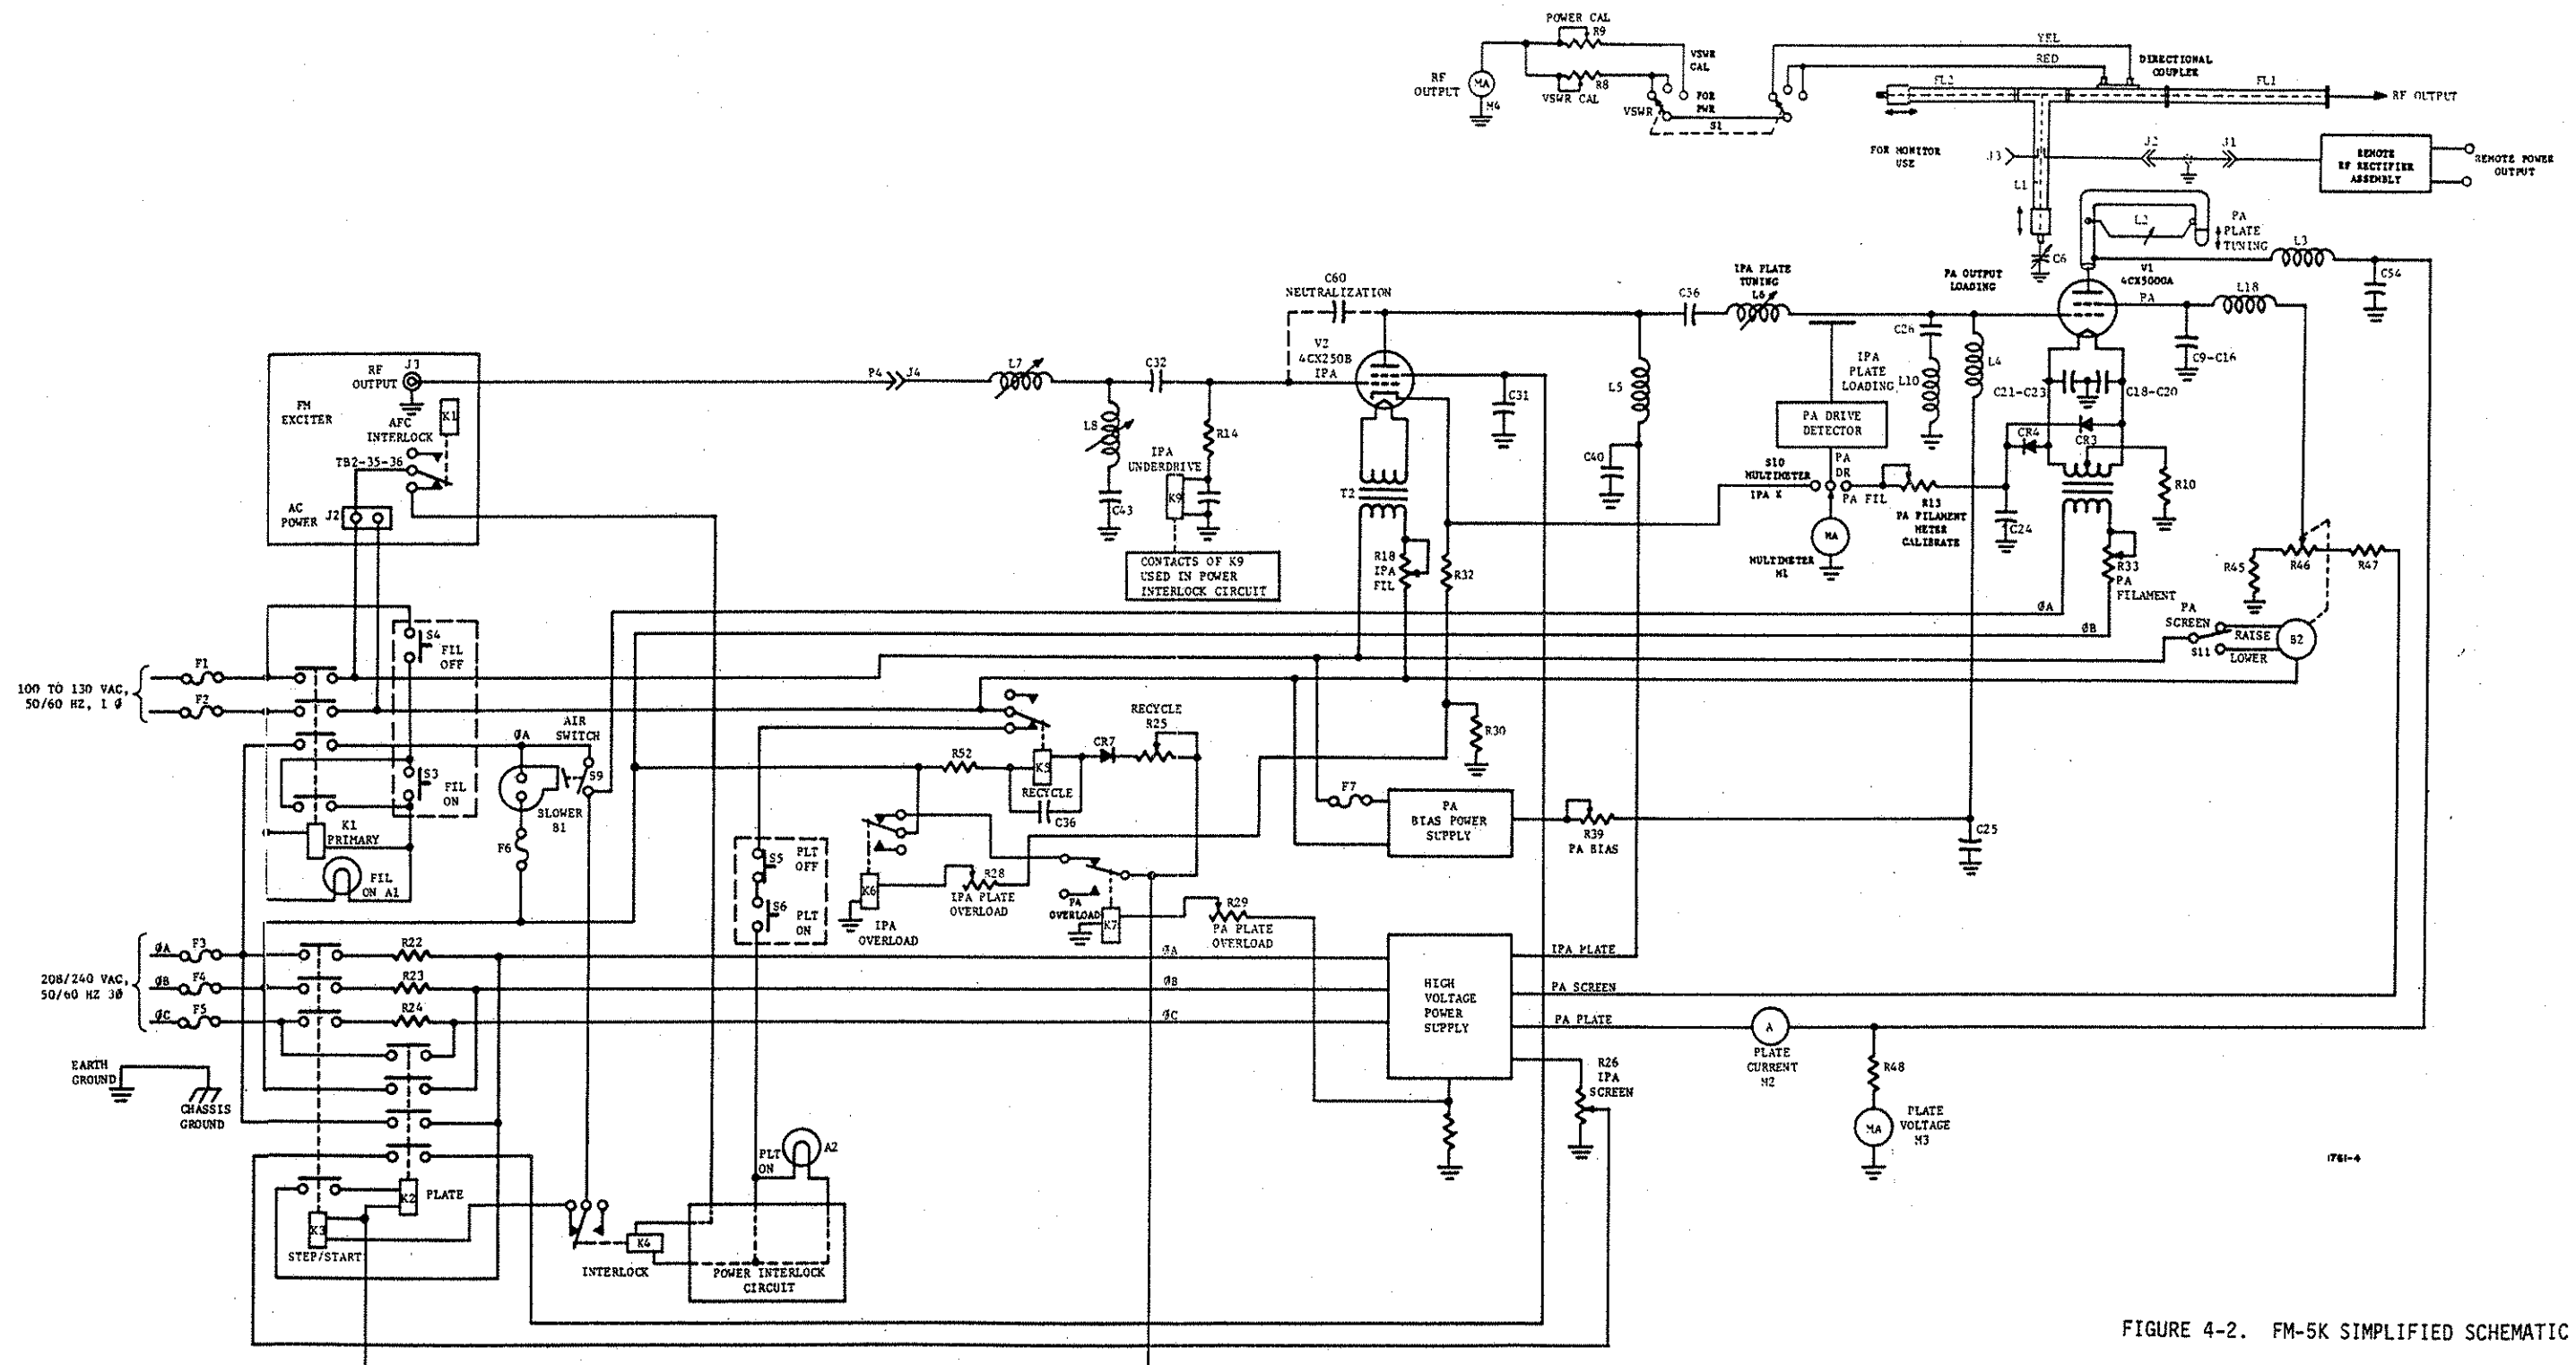 POWER CAL
R9
VSWR
CAL
RF
OUTPUT
MA
M4
R8
VSWR CAL
VSWR
FOR
PWR
S1
YEL
RED
DIRECTIONAL
COUPLER
FL2
FL1
RF OUTPUT
FOR MONITOR
USE
J3
J2
J1
REMOTE
RF RECTIFIER
ASSEMBLY
REMOTE POWER
OUTPUT
L1
C6
L2
PA
PLATE
TUNING
L3
C54
V1
4CX5000A
PA
L18
C9-C16
PA OUTPUT
LOADING
IPA PLATE
TUNING
L6
C56
C60
NEUTRALIZATION
V2
4CX250B
IPA
C31
L5
C40
IPA
PLATE
LOADING
C26
L10
L4
C21-C23
C18-C20
CR4
CR3
R10
PA DRIVE
DETECTOR
S10
MULTIMETER
IPA K
PA
DR
PA FIL
R13
PA FILAMENT
METER
CALIBRATE
C24
MA
MULTIMETER
M1
RF
OUTPUT
J3
FM
EXCITER
K1
AFC
INTERLOCK
TB2-35-36
AC
POWER
J2
P4
J4
L7
C32
L8
C43
R14
IPA
UNDERDRIVE
K9
CONTACTS OF K9
USED IN POWER
INTERLOCK CIRCUIT
T2
R18
IPA
FIL
R32
R33
PA
FILAMENT
R45
R46
R47
ØA
ØB
PA
SCREEN
RAISE
S11
LOWER
B2
F1
F2
100 TO 130 VAC,
50/60 HZ, 1 Ø
S4
FIL
OFF
S3
FIL
ON
K1
PRIMARY
FIL
ON A1
ØA
AIR
SWITCH
S9
BLOWER
B1
F6
RECYCLE
R25
R52
CR7
K5
RECYCLE
C36
R30
F7
PA
BIAS POWER
SUPPLY
R39
PA BIAS
C25
S5
PLT
OFF
S6
PLT
ON
K6
IPA
OVERLOAD
R28
IPA PLATE
OVERLOAD
PA
OVERLOAD
K7
R29
PA PLATE
OVERLOAD
208/240 VAC,
50/60 HZ 3Ø
ØA
F3
ØB
F4
ØC
F5
R22
R23
R24
ØA
ØB
ØC
HIGH
VOLTAGE
POWER
SUPPLY
IPA PLATE
PA SCREEN
PA PLATE
A
PLATE
CURRENT
M2
R48
MA
PLATE
VOLTAGE
M3
R26
IPA
SCREEN
EARTH
GROUND
CHASSIS
GROUND
K2
PLATE
K3
STEP/START
INTERLOCK
K4
PLT
ON
A2
POWER INTERLOCK
CIRCUIT
1761-4
FIGURE 4-2. FM-5K SIMPLIFIED SCHEMATIC